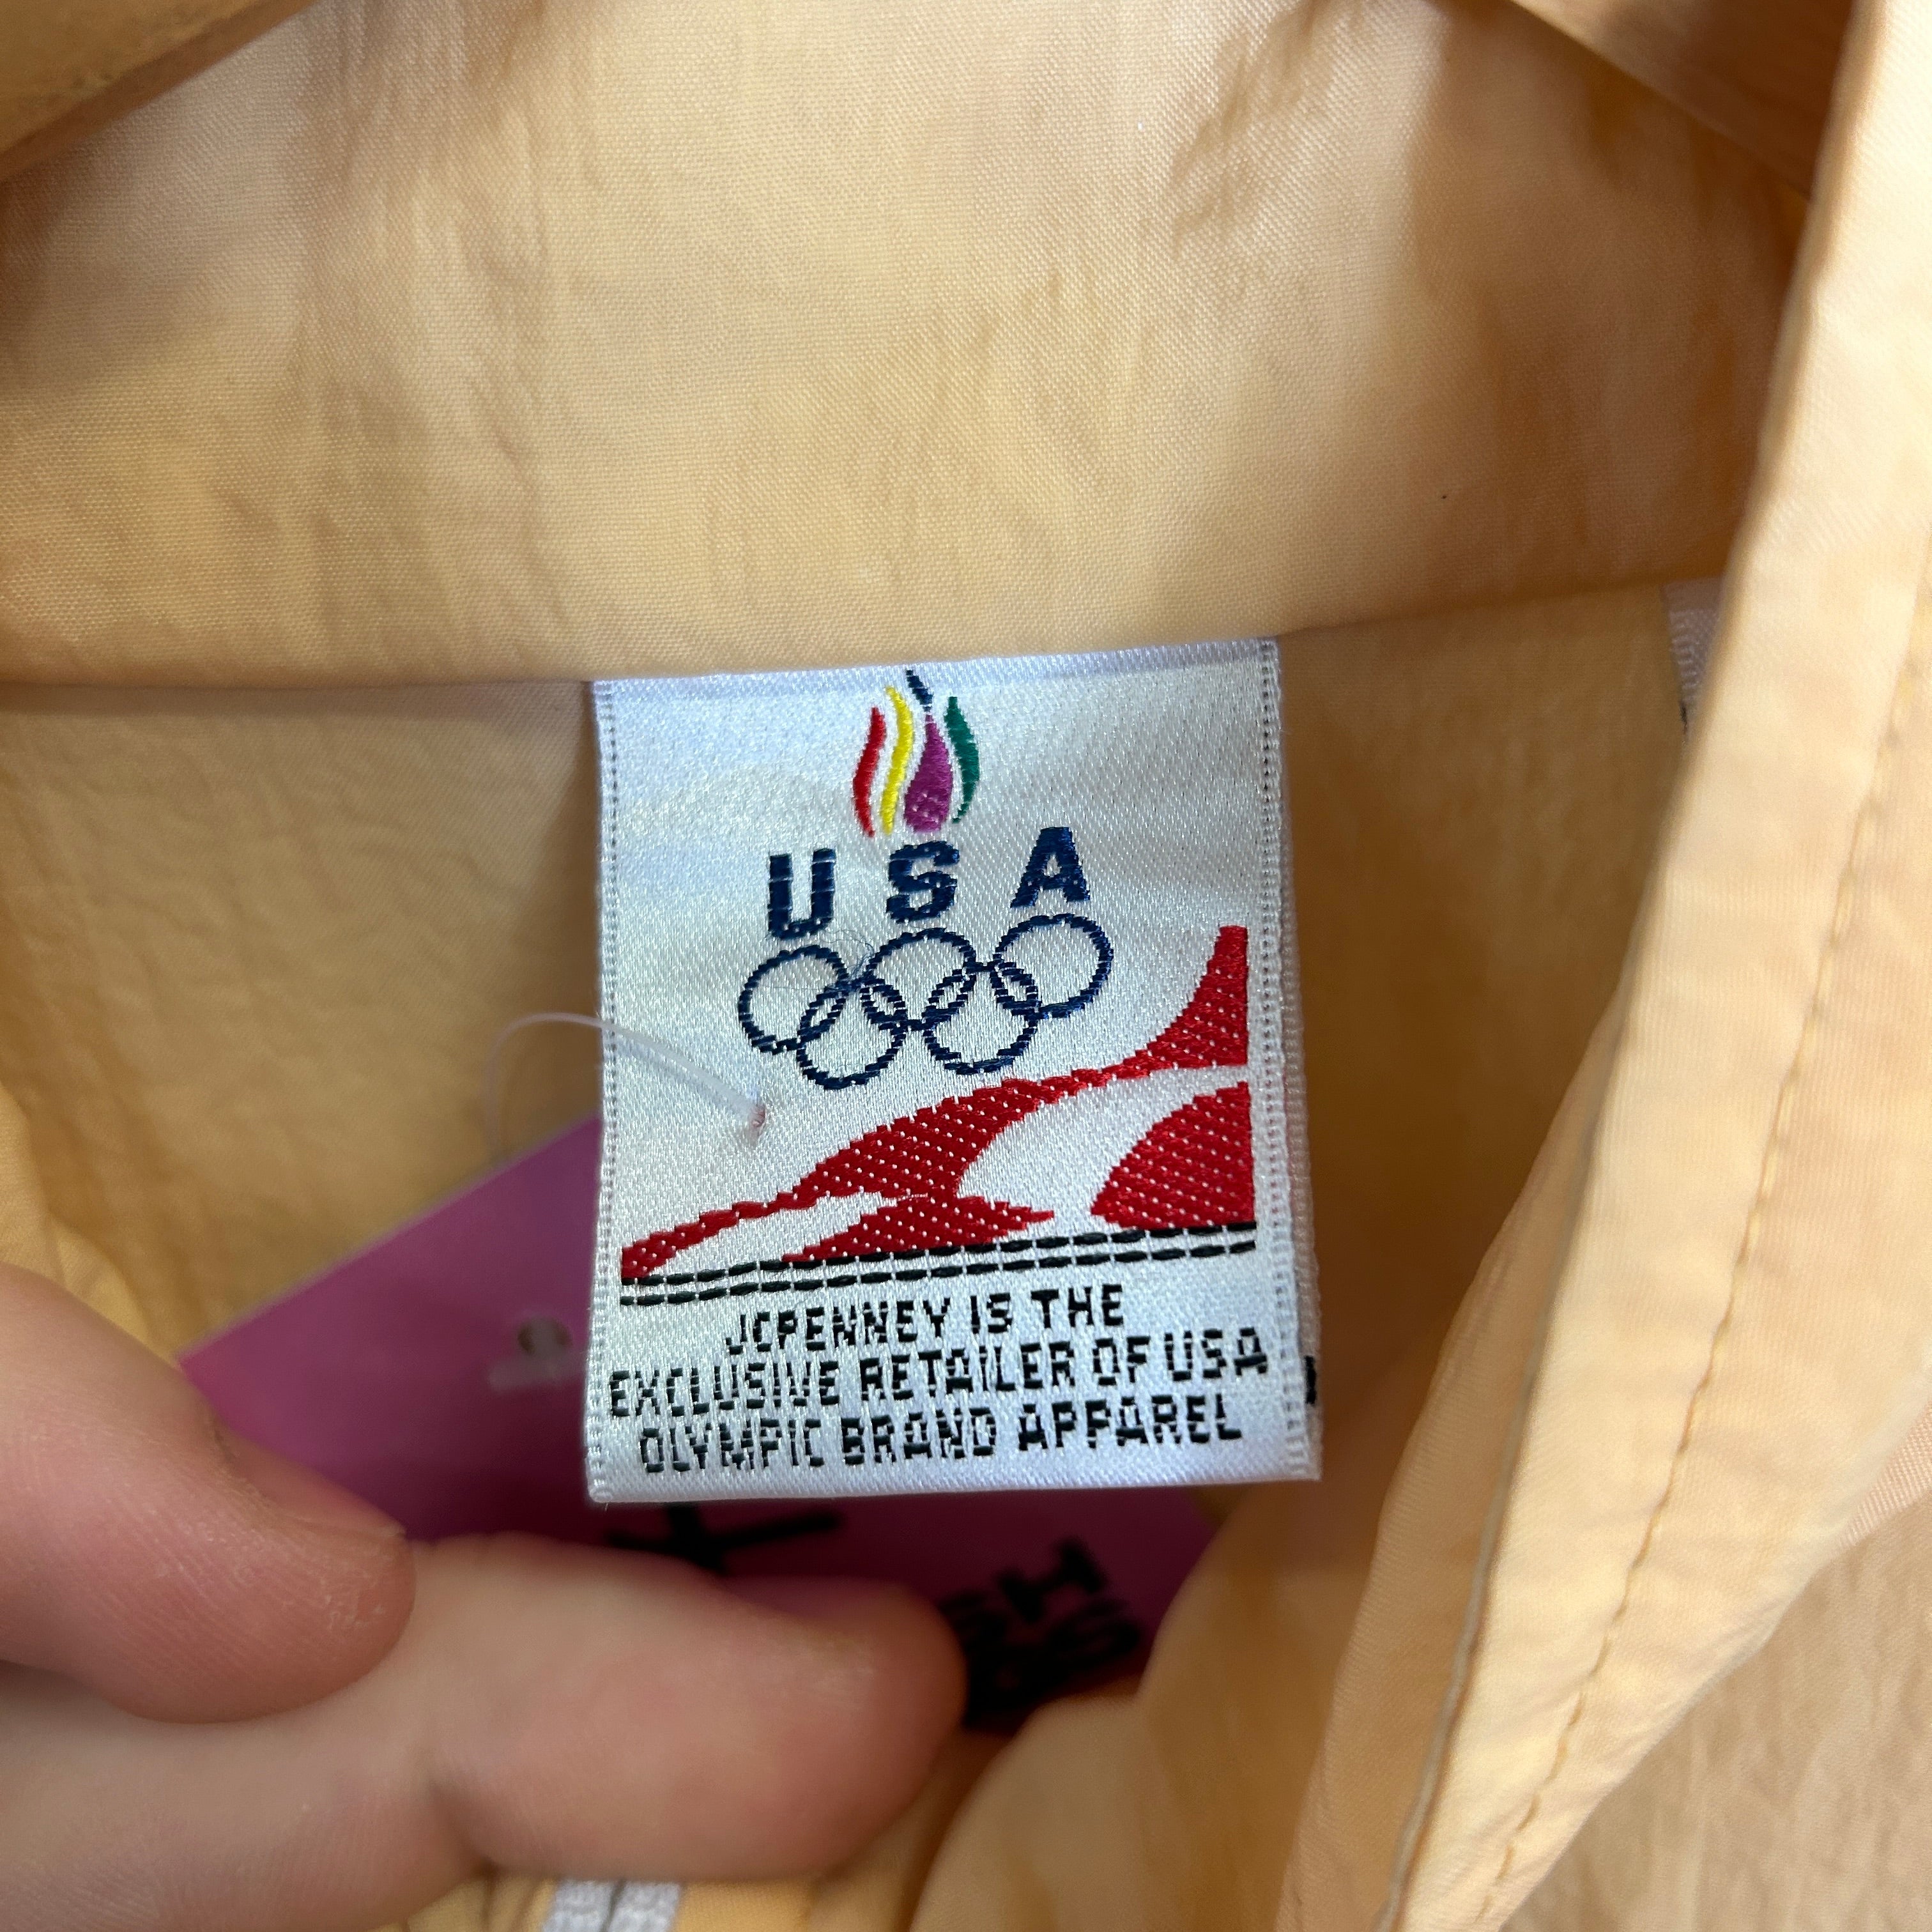 USA
JCPENNEY IS THE
EXCLUSIVE RETAILER OF USA
OLYMPIC BRAND APPAREL